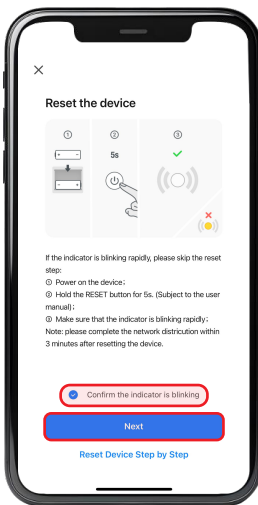 Reset the device
① ② ③
5s
If the indicator is blinking rapidly, please skip the reset
step:
① Power on the device;
② Hold the RESET button for 5s. (Subject to the user
manual);
③ Make sure that the indicator is blinking rapidly;
Note: please complete the network districution within
3 minutes after resetting the device.
Confirm the indicator is blinking
Next
Reset Device Step by Step